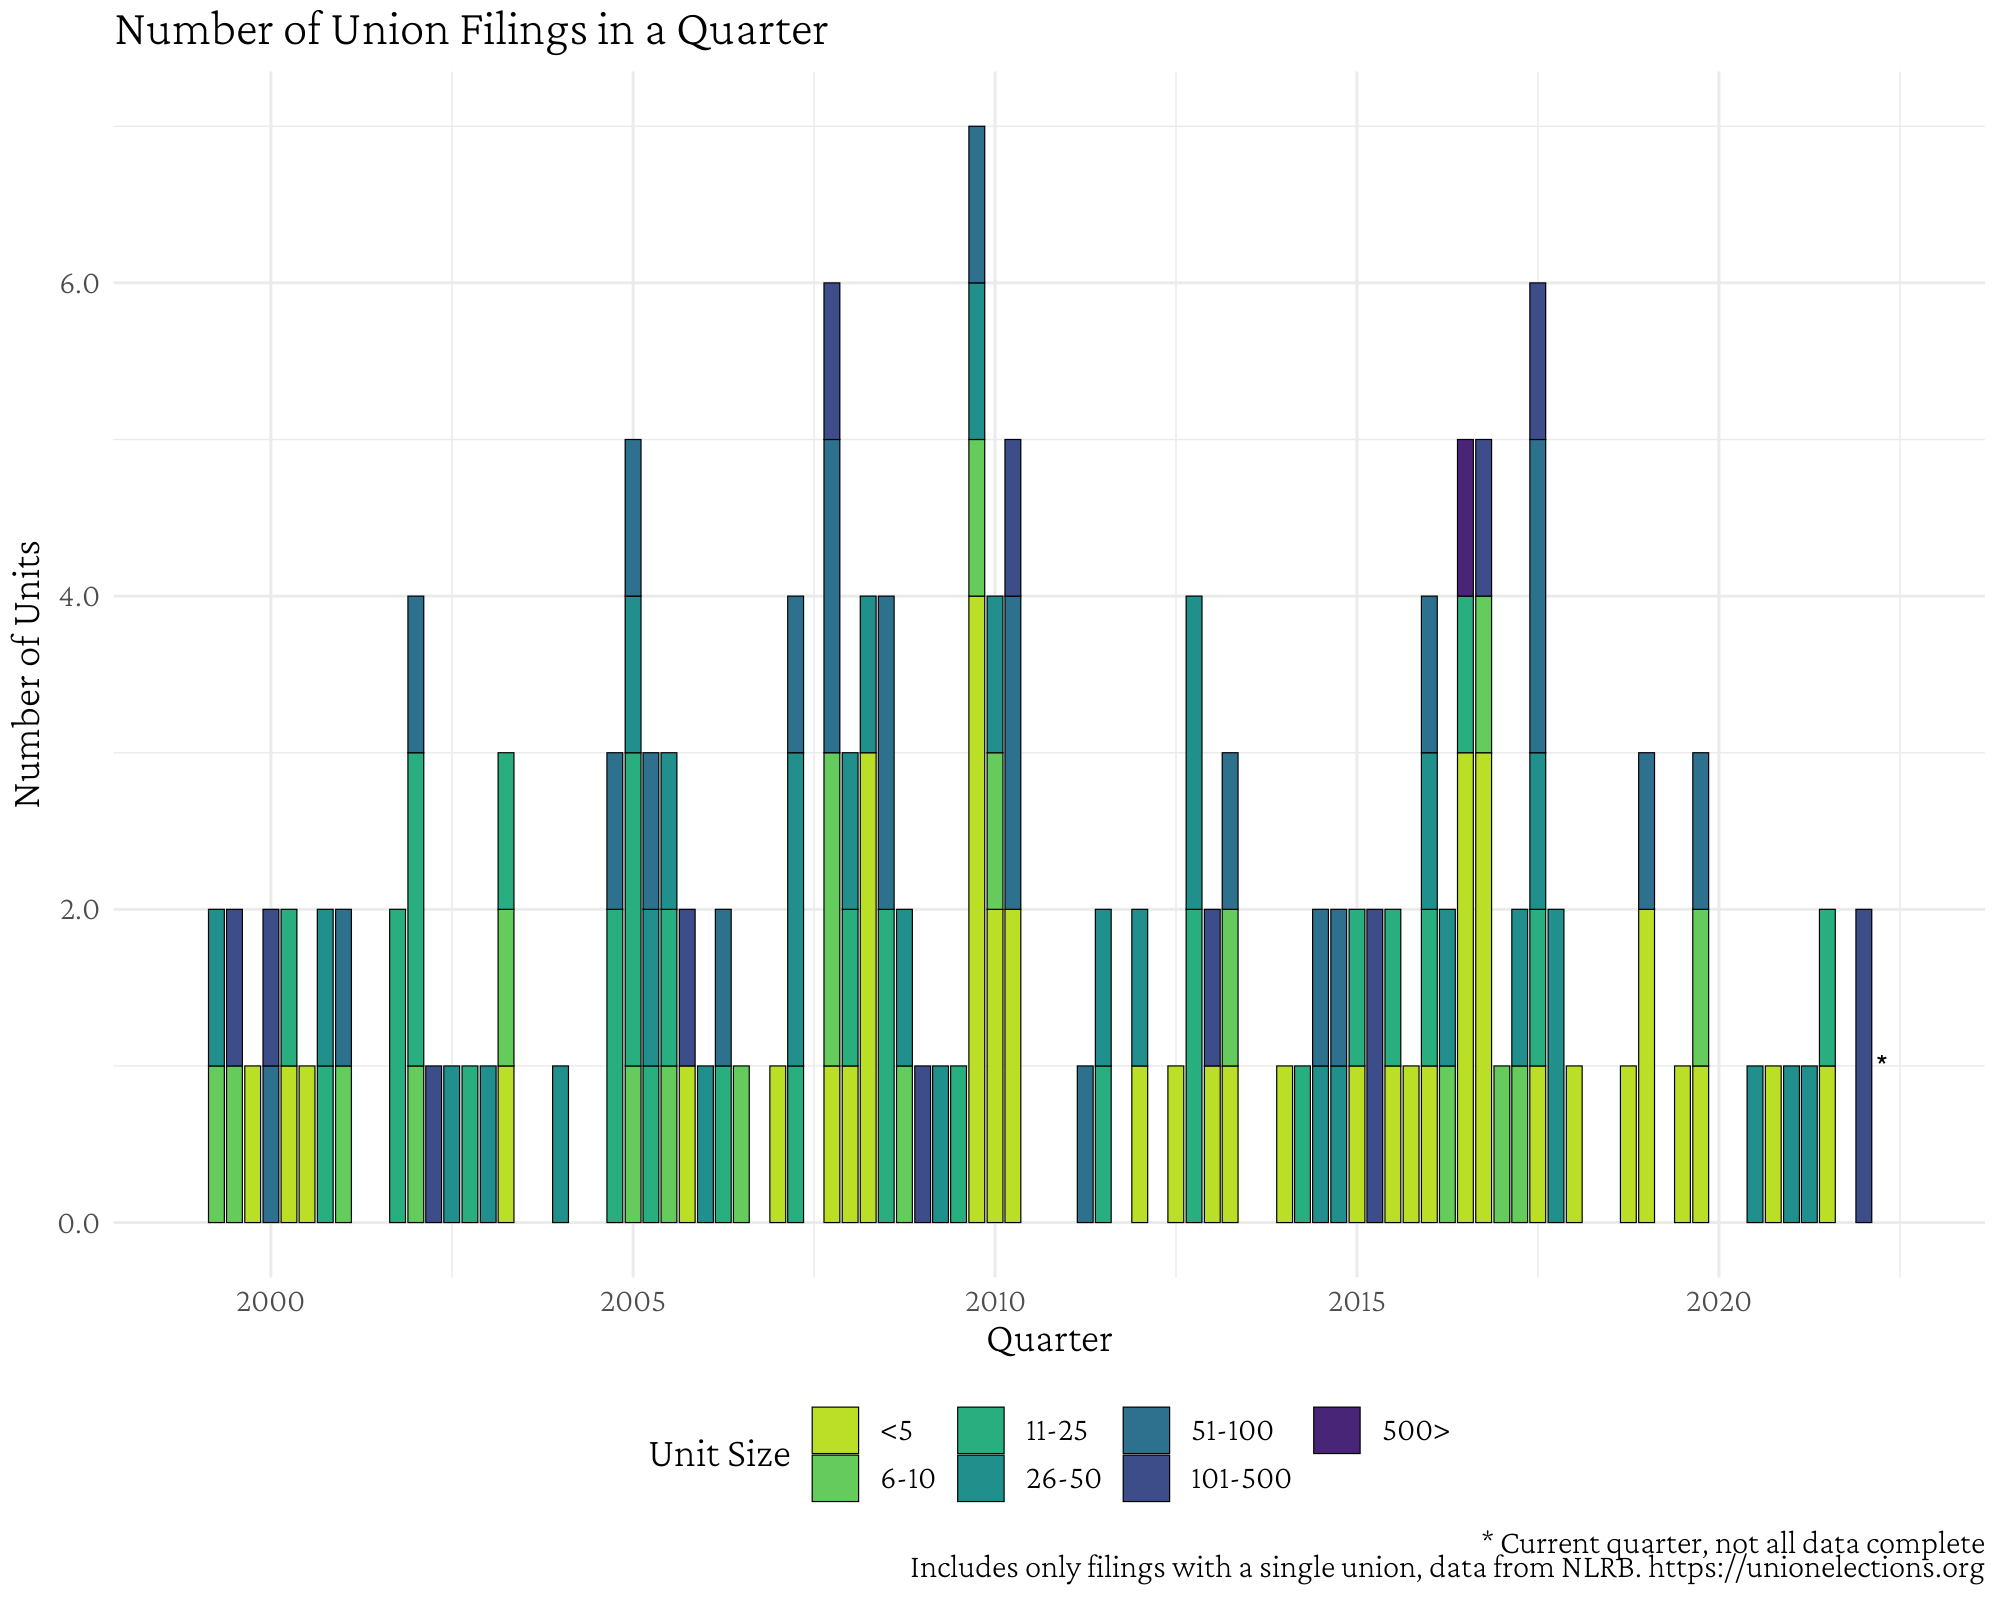 Number of Union Filings in a Quarter
Number of Units
6.0
4.0
2.0
0.0
*
2000 2005 2010 2015 2020
Quarter
Unit Size
<5 11-25 51-100 500>
6-10 26-50 101-500
* Current quarter, not all data complete
Includes only filings with a single union, data from NLRB. https://unionelections.org